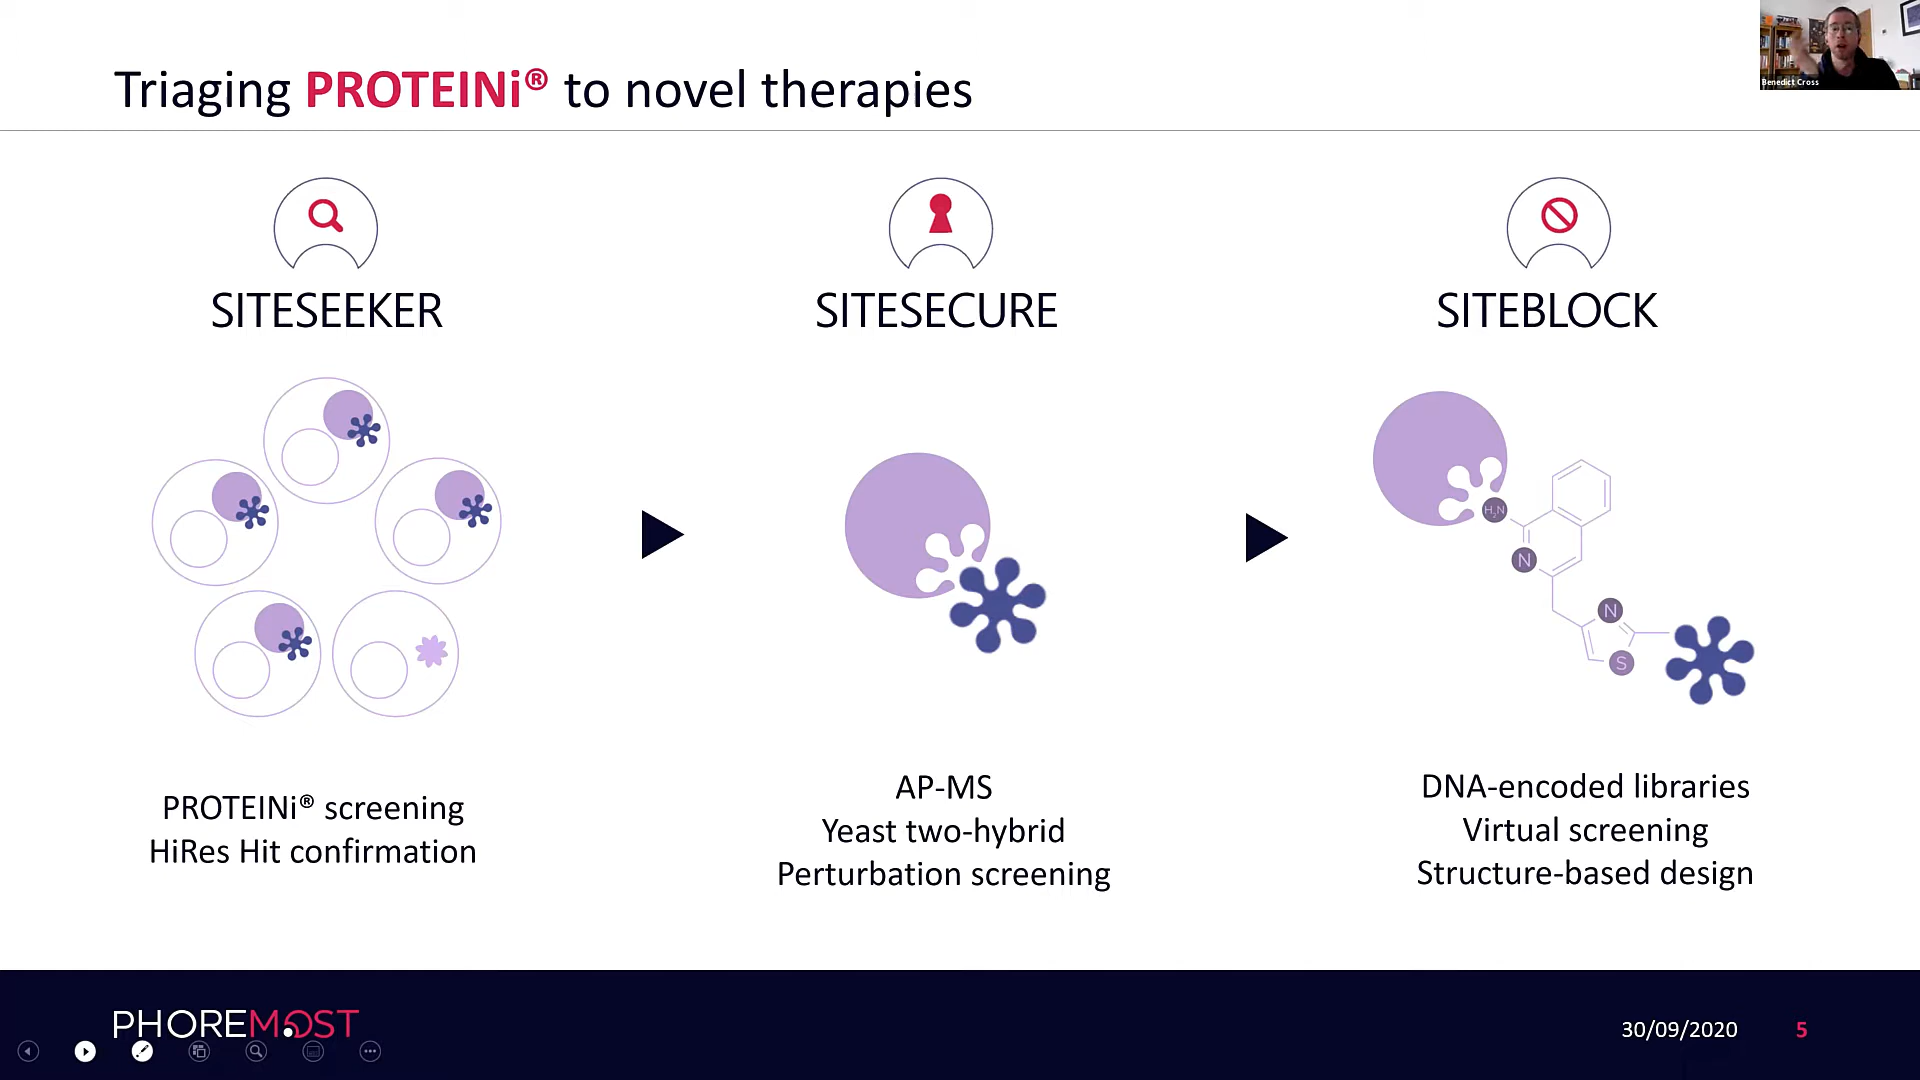 Triaging PROTEINi® to novel therapies
Benedict Cross
SITESEEKER
SITESECURE
SITEBLOCK
H₂N
N
N
S
PROTEINi® screening
HiRes Hit confirmation
AP-MS
Yeast two-hybrid
Perturbation screening
DNA-encoded libraries
Virtual screening
Structure-based design
PHOREMOST
30/09/2020
5